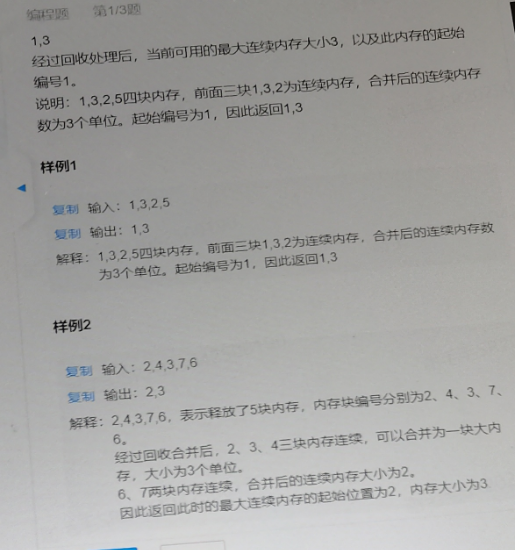 编程题 第1/3题
1,3
经过回收处理后，当前可用的最大连续内存大小3，以及此内存的起始
编号1。
说明：1,3,2,5四块内存，前面三块1,3,2为连续内存，合并后的连续内存
数为3个单位。起始编号为1，因此返回1,3
样例1
复制 输入：1,3,2,5
复制 输出：1,3
解释：1,3,2,5四块内存，前面三块1,3,2为连续内存，合并后的连续内存数
为3个单位。起始编号为1，因此返回1,3
样例2
复制 输入：2,4,3,7,6
复制 输出：2,3
解释：2,4,3,7,6，表示释放了5块内存，内存块编号分别为2、4、3、7、
6。
经过回收合并后，2、3、4三块内存连续，可以合并为一块大内
存，大小为3个单位。
6、7两块内存连续，合并后的连续内存大小为2。
因此返回此时的最大连续内存的起始位置为2，内存大小为3